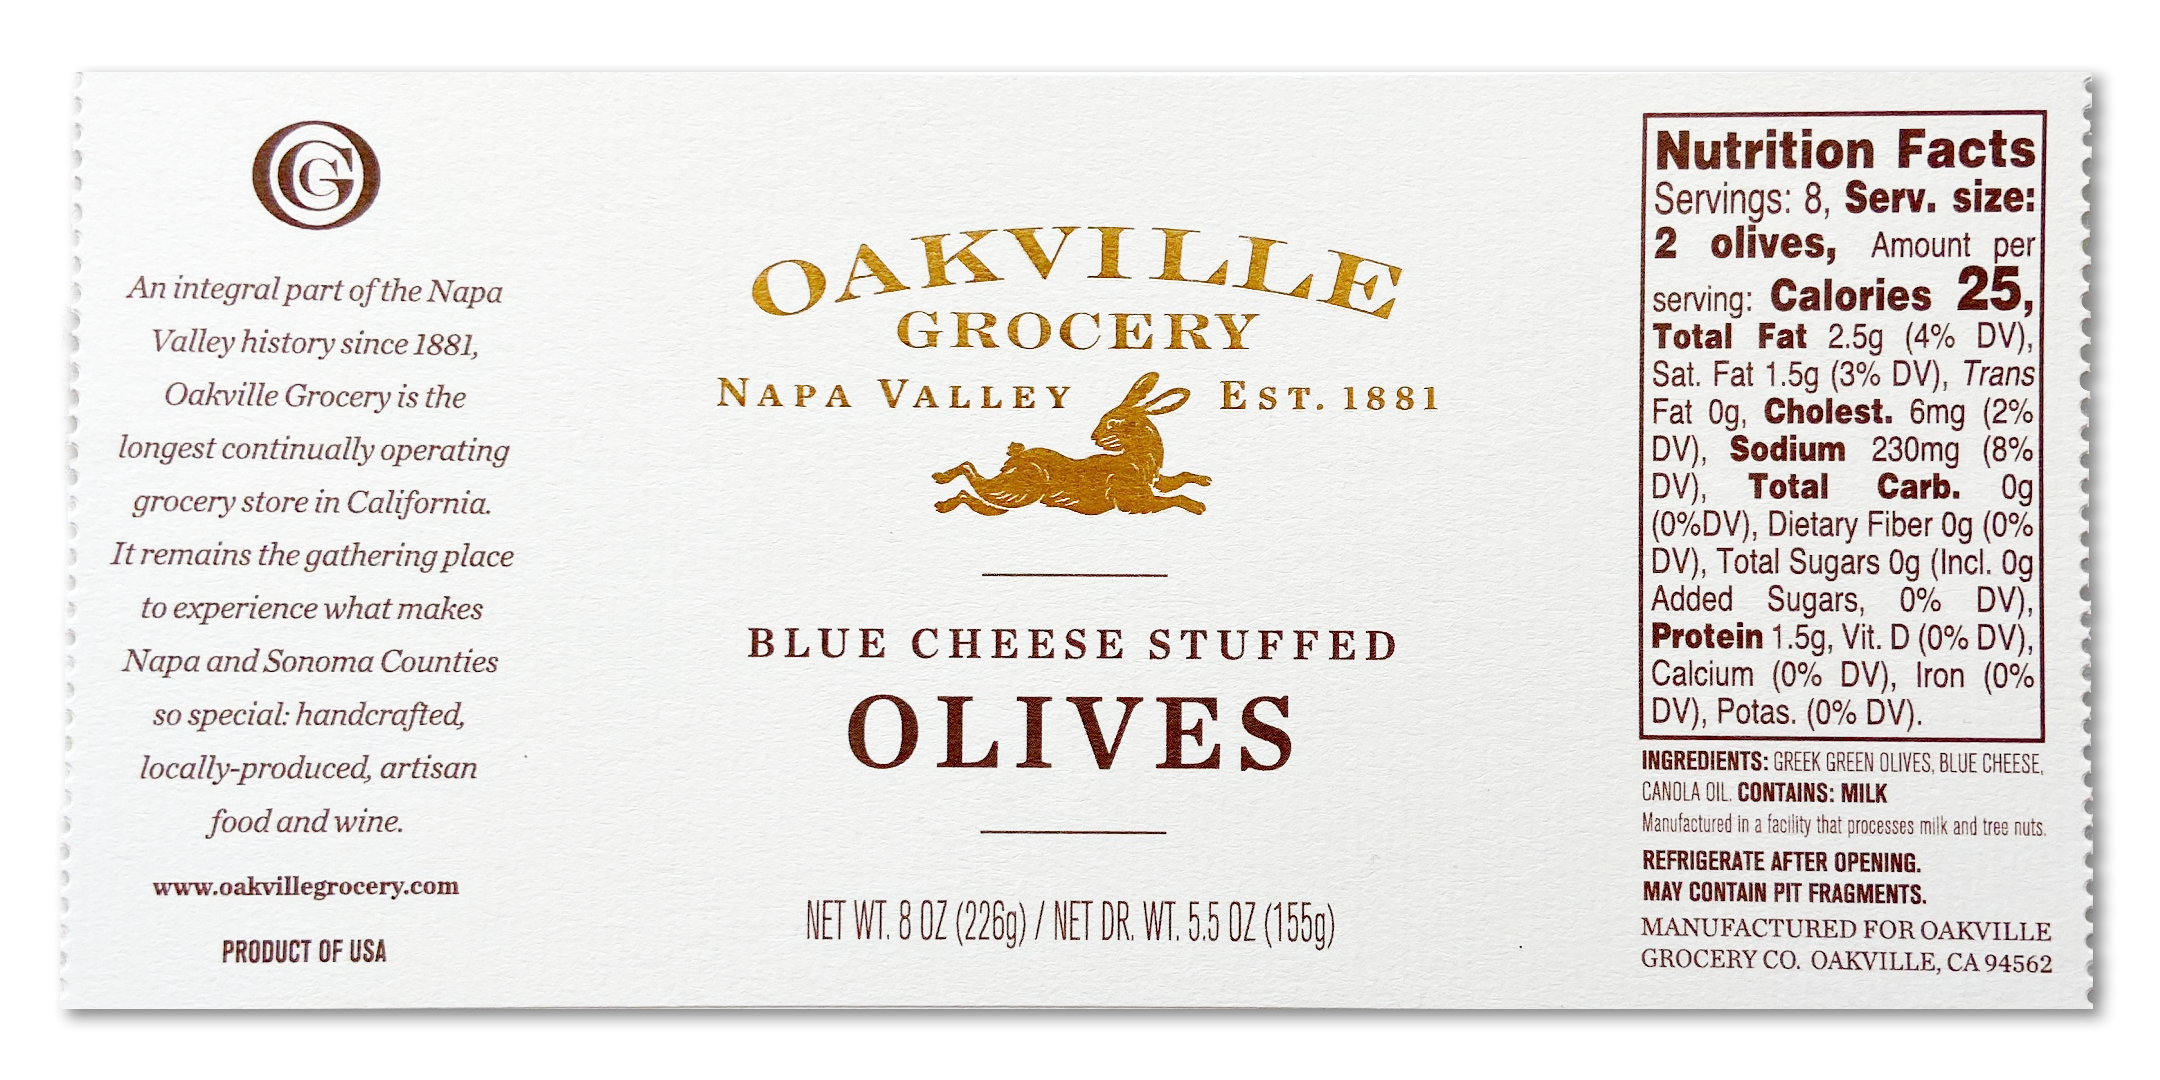 OG
An integral part of the Napa
Valley history since 1881,
Oakville Grocery is the
longest continually operating
grocery store in California.
It remains the gathering place
to experience what makes
Napa and Sonoma Counties
so special: handcrafted,
locally-produced, artisan
food and wine.
www.oakvillegrocery.com
PRODUCT OF USA
OAKVILLE
GROCERY
NAPA VALLEY EST. 1881
BLUE CHEESE STUFFED
OLIVES
NET WT. 8 OZ (226g) / NET DR. WT. 5.5 OZ (155g)
Nutrition Facts
Servings: 8, Serv. size:
2 olives, Amount per
serving: Calories 25,
Total Fat 2.5g (4% DV),
Sat. Fat 1.5g (3% DV), Trans
Fat 0g, Cholest. 6mg (2%
DV), Sodium 230mg (8%
DV), Total Carb. 0g
(0%DV), Dietary Fiber 0g (0%
DV), Total Sugars 0g (Incl. 0g
Added Sugars, 0% DV),
Protein 1.5g, Vit. D (0% DV),
Calcium (0% DV), Iron (0%
DV), Potas. (0% DV).
INGREDIENTS: GREEK GREEN OLIVES, BLUE CHEESE,
CANOLA OIL. CONTAINS: MILK
Manufactured in a facility that processes milk and tree nuts.
REFRIGERATE AFTER OPENING.
MAY CONTAIN PIT FRAGMENTS.
MANUFACTURED FOR OAKVILLE
GROCERY CO. OAKVILLE, CA 94562